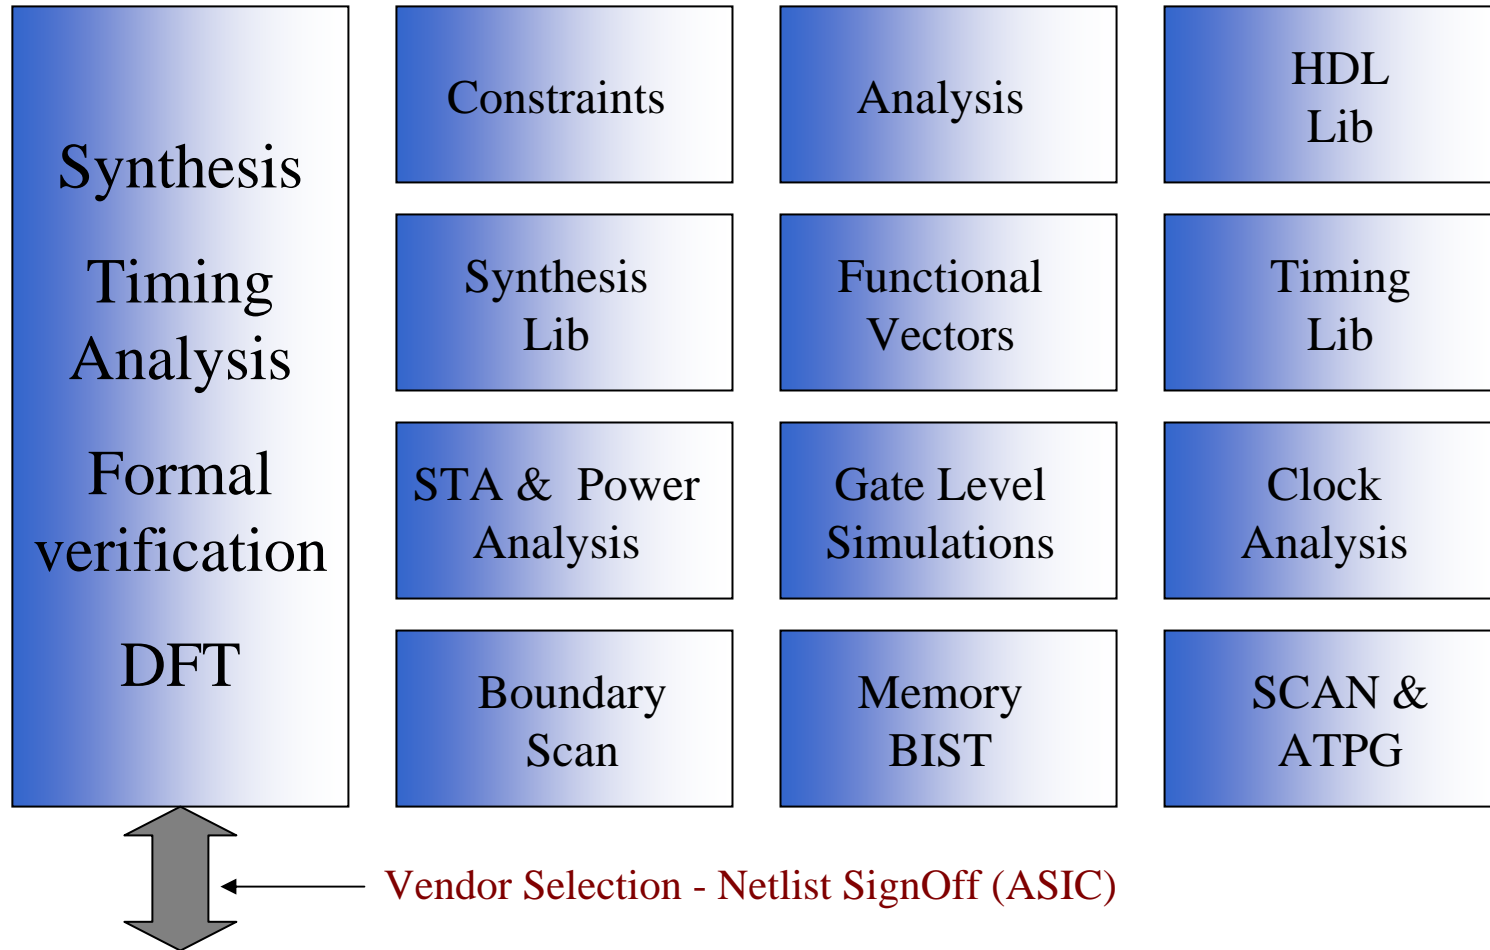 Synthesis
Timing
Analysis
Formal
verification
DFT
Constraints
Analysis
HDL
Lib
Synthesis
Lib
Functional
Vectors
Timing
Lib
STA & Power
Analysis
Gate Level
Simulations
Clock
Analysis
Boundary
Scan
Memory
BIST
SCAN &
ATPG
Vendor Selection - Netlist SignOff (ASIC)